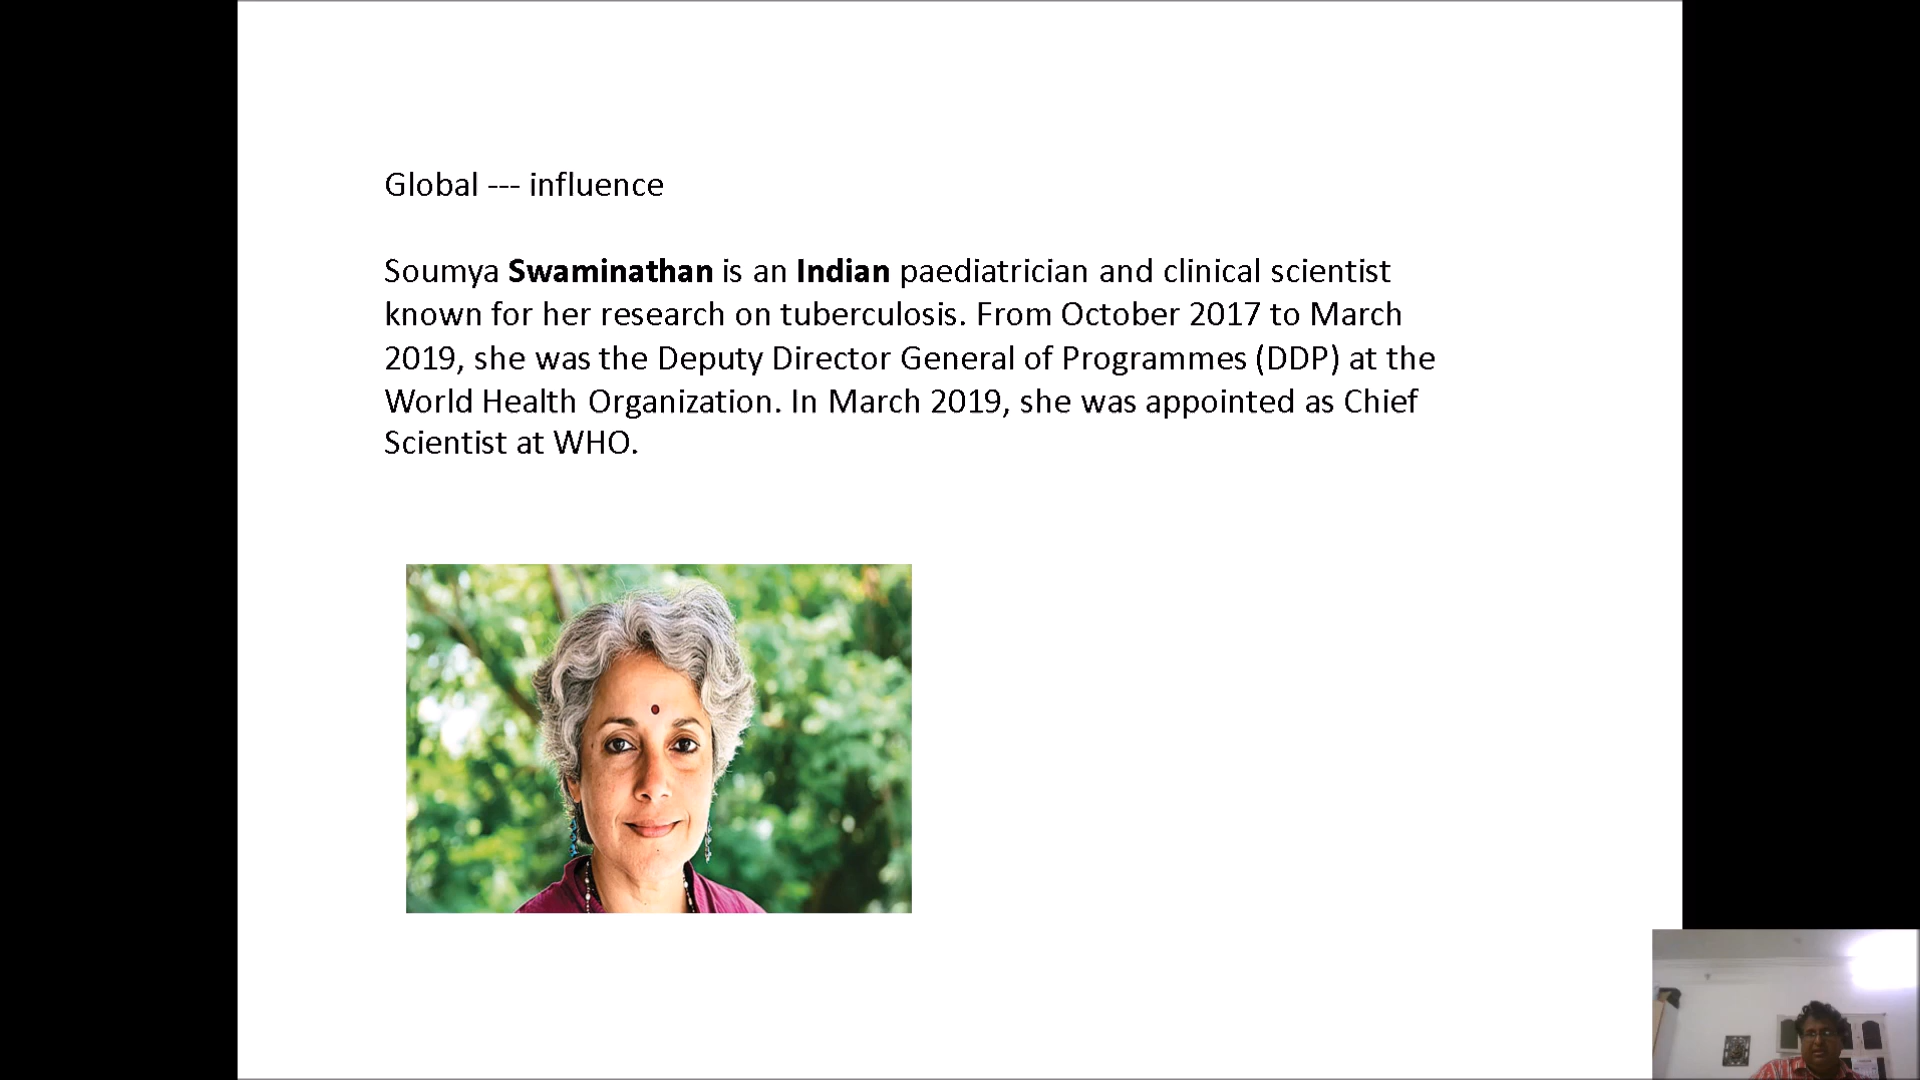 Global --- influence
Soumya Swaminathan is an Indian paediatrician and clinical scientist
known for her research on tuberculosis. From October 2017 to March
2019, she was the Deputy Director General of Programmes (DDP) at the
World Health Organization. In March 2019, she was appointed as Chief
Scientist at WHO.